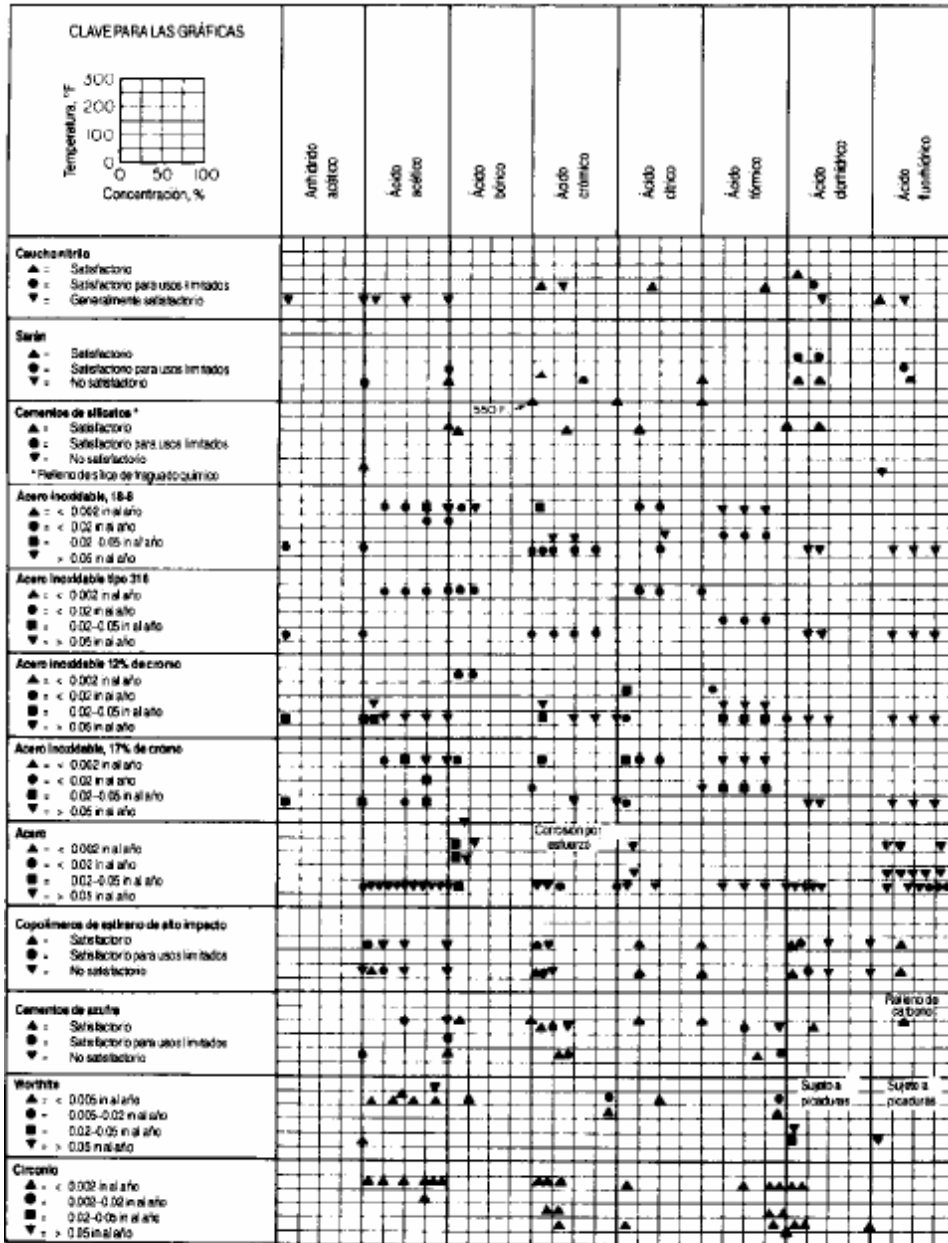 CLAVE PARA LAS GRÁFICAS
Temperatura, °F
300
200
100
0
0 50 100
Concentración, %
Anhídrido acético
Ácido acético
Ácido bórico
Ácido crómico
Ácido cítrico
Ácido fórmico
Ácido clorhídrico
Ácido fluorhídrico
Caucho nitrilo
▲ = Satisfactorio
● = Satisfactorio para usos limitados
▼ = Generalmente satisfactorio
Sarán
▲ = Satisfactorio
● = Satisfactorio para usos limitados
▼ = No satisfactorio
Cementos de silicatos *
550 F.
▲ = Satisfactorio
● = Satisfactorio para usos limitados
▼ = No satisfactorio
* Relleno de sílice de fraguado químico
Acero inoxidable, 18-8
▲ = < 0.002 in al año
● = < 0.02 in al año
■ = 0.02-0.05 in al año
▼ > 0.05 in al año
Acero inoxidable tipo 316
▲ = < 0.002 in al año
● = < 0.02 in al año
■ = 0.02-0.05 in al año
▼ = > 0.05 in al año
Acero inoxidable 12% de cromo
▲ = < 0.002 in al año
● = < 0.02 in al año
■ = 0.02-0.05 in al año
▼ = > 0.05 in al año
Acero inoxidable, 17% de cromo
▲ = < 0.002 in al año
● = < 0.02 in al año
■ = 0.02-0.05 in al año
▼ = > 0.05 in al año
Acero
Corrosión por
esfuerzo
▲ = < 0.002 in al año
● = < 0.02 in al año
■ = 0.02-0.05 in al año
▼ = > 0.05 in al año
Copolímeros de estireno de alto impacto
▲ = Satisfactorio
● = Satisfactorio para usos limitados
▼ = No satisfactorio
Cementos de azufre
Relleno de
carbono
▲ = Satisfactorio
● = Satisfactorio para usos limitados
▼ = No satisfactorio
Worthite
Sujeto a
picaduras
Sujeto a
picaduras
▲ = < 0.005 in al año
● = 0.005-0.02 in al año
■ = 0.02-0.05 in al año
▼ = > 0.05 in al año
Circonio
▲ = < 0.002 in al año
● = 0.002-0.02 in al año
■ = 0.02-0.05 in al año
▼ = > 0.05 in al año